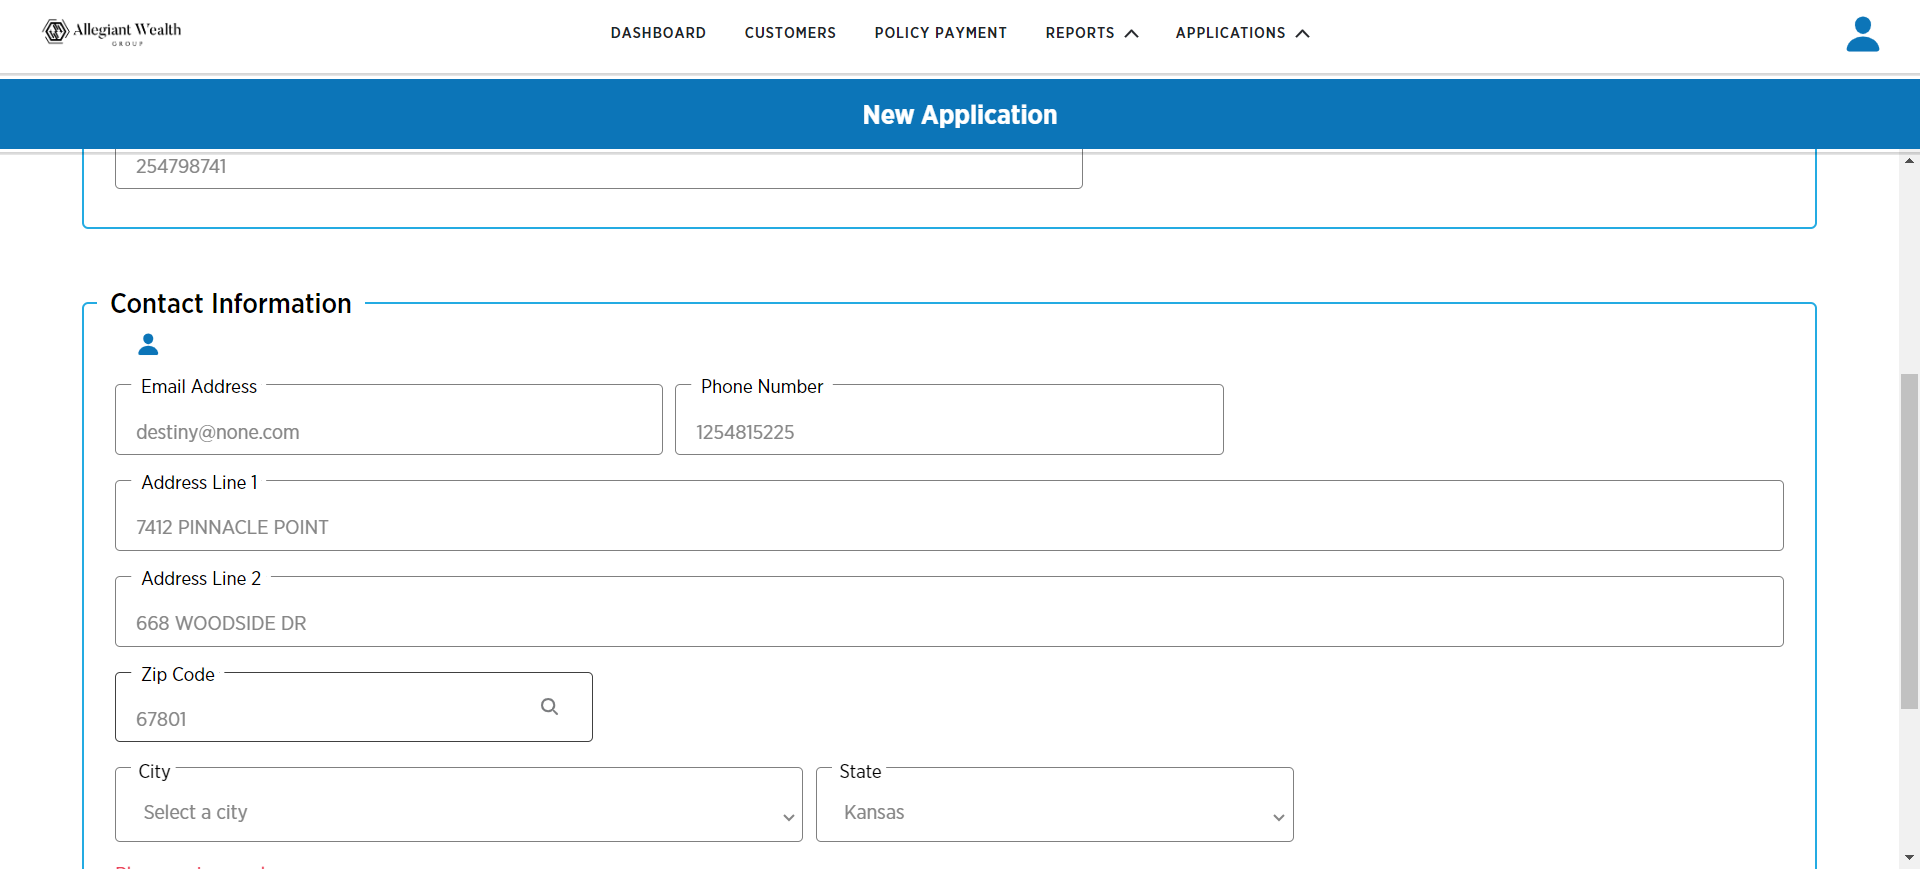 Allegiant Wealth
GROUP
DASHBOARD
CUSTOMERS
POLICY PAYMENT
REPORTS
APPLICATIONS
New Application
254798741
Contact Information
Email Address
destiny@none.com
Phone Number
1254815225
Address Line 1
7412 PINNACLE POINT
Address Line 2
668 WOODSIDE DR
Zip Code
67801
City
Select a city
State
Kansas